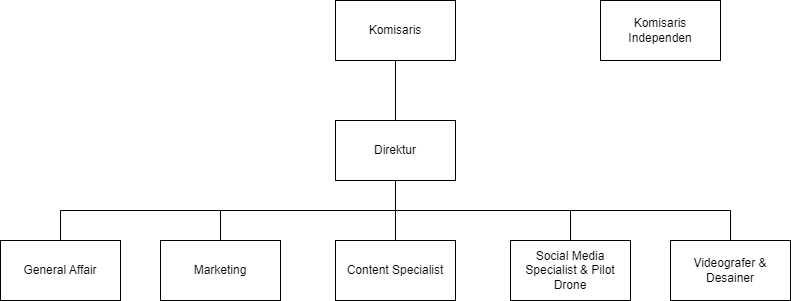 Komisaris
Komisaris
Independen
Direktur
General Affair
Marketing
Content Specialist
Social Media
Specialist & Pilot
Drone
Videografer &
Desainer